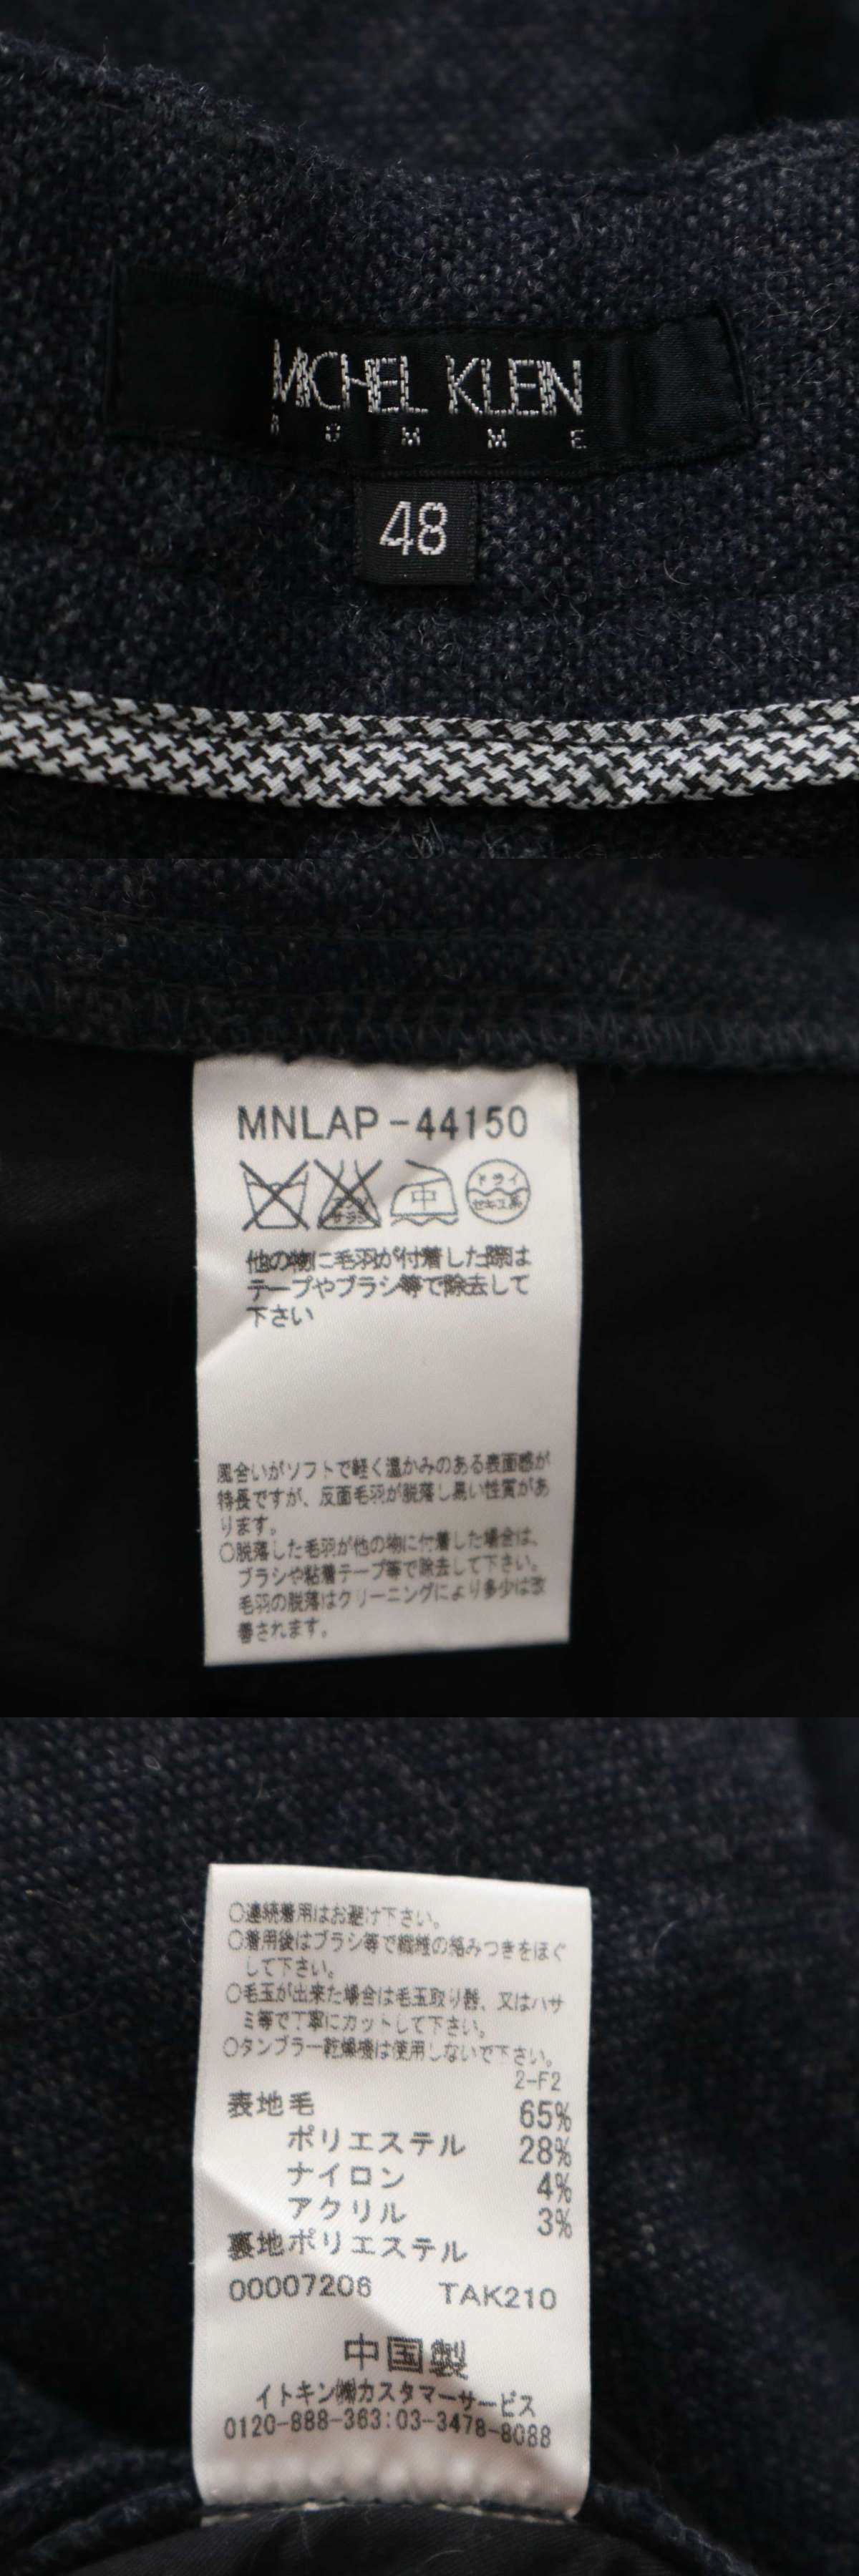 MICHEL KLEIN
HOMME
48
MNLAP-44150
エンソ サラシ
中
ドライ
セキユ系
他の物に毛羽が付着した際は
テープやブラシ等で除去して
下さい
風合いがソフトで軽く温かみのある表面感が
特長ですが、反面毛羽が脱落し易い性質があ
ります。
○脱落した毛羽が他の物に付着した場合は、
ブラシや粘着テープ等で除去して下さい。
毛羽の脱落はクリーニングにより多少は改
善されます。
○連続着用はお避け下さい。
○着用後はブラシ等で繊維の絡みつきをほぐ
して下さい。
○毛玉が出来た場合は毛玉取り器、又はハサ
ミ等で丁寧にカットして下さい。
○タンブラー乾燥機は使用しないで下さい。
2-F2
表地毛 65%
ポリエステル 28%
ナイロン 4%
アクリル 3%
裏地ポリエステル
00007206 TAK210
中国製
イトキン㈱カスタマーサービス
0120-888-363:03-3478-8088